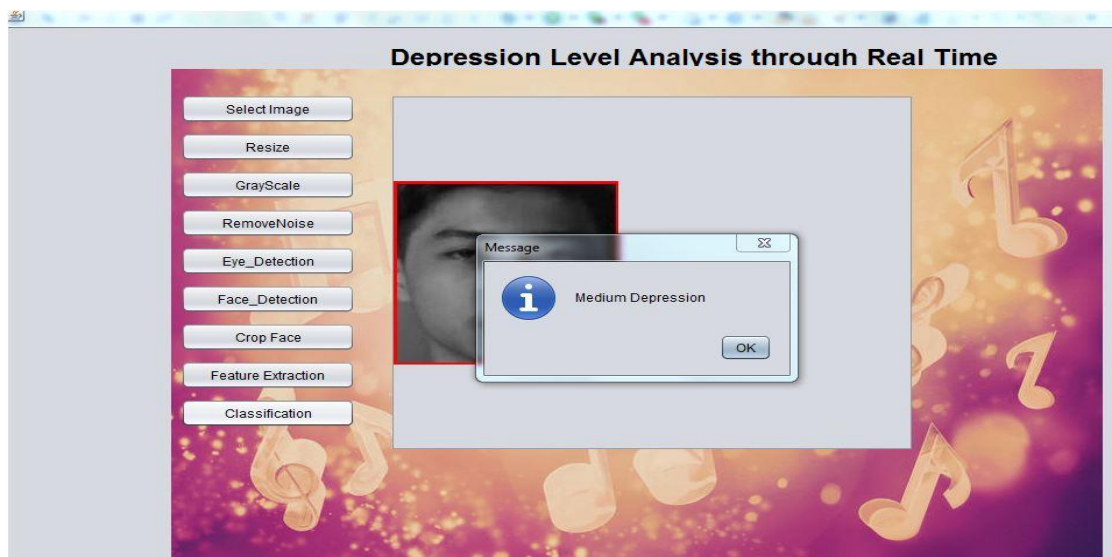 Depression Level Analysis through Real Time
Select Image
Resize
GrayScale
RemoveNoise
Eye_Detection
Face_Detection
Crop Face
Feature Extraction
Classification
Message
Medium Depression
OK